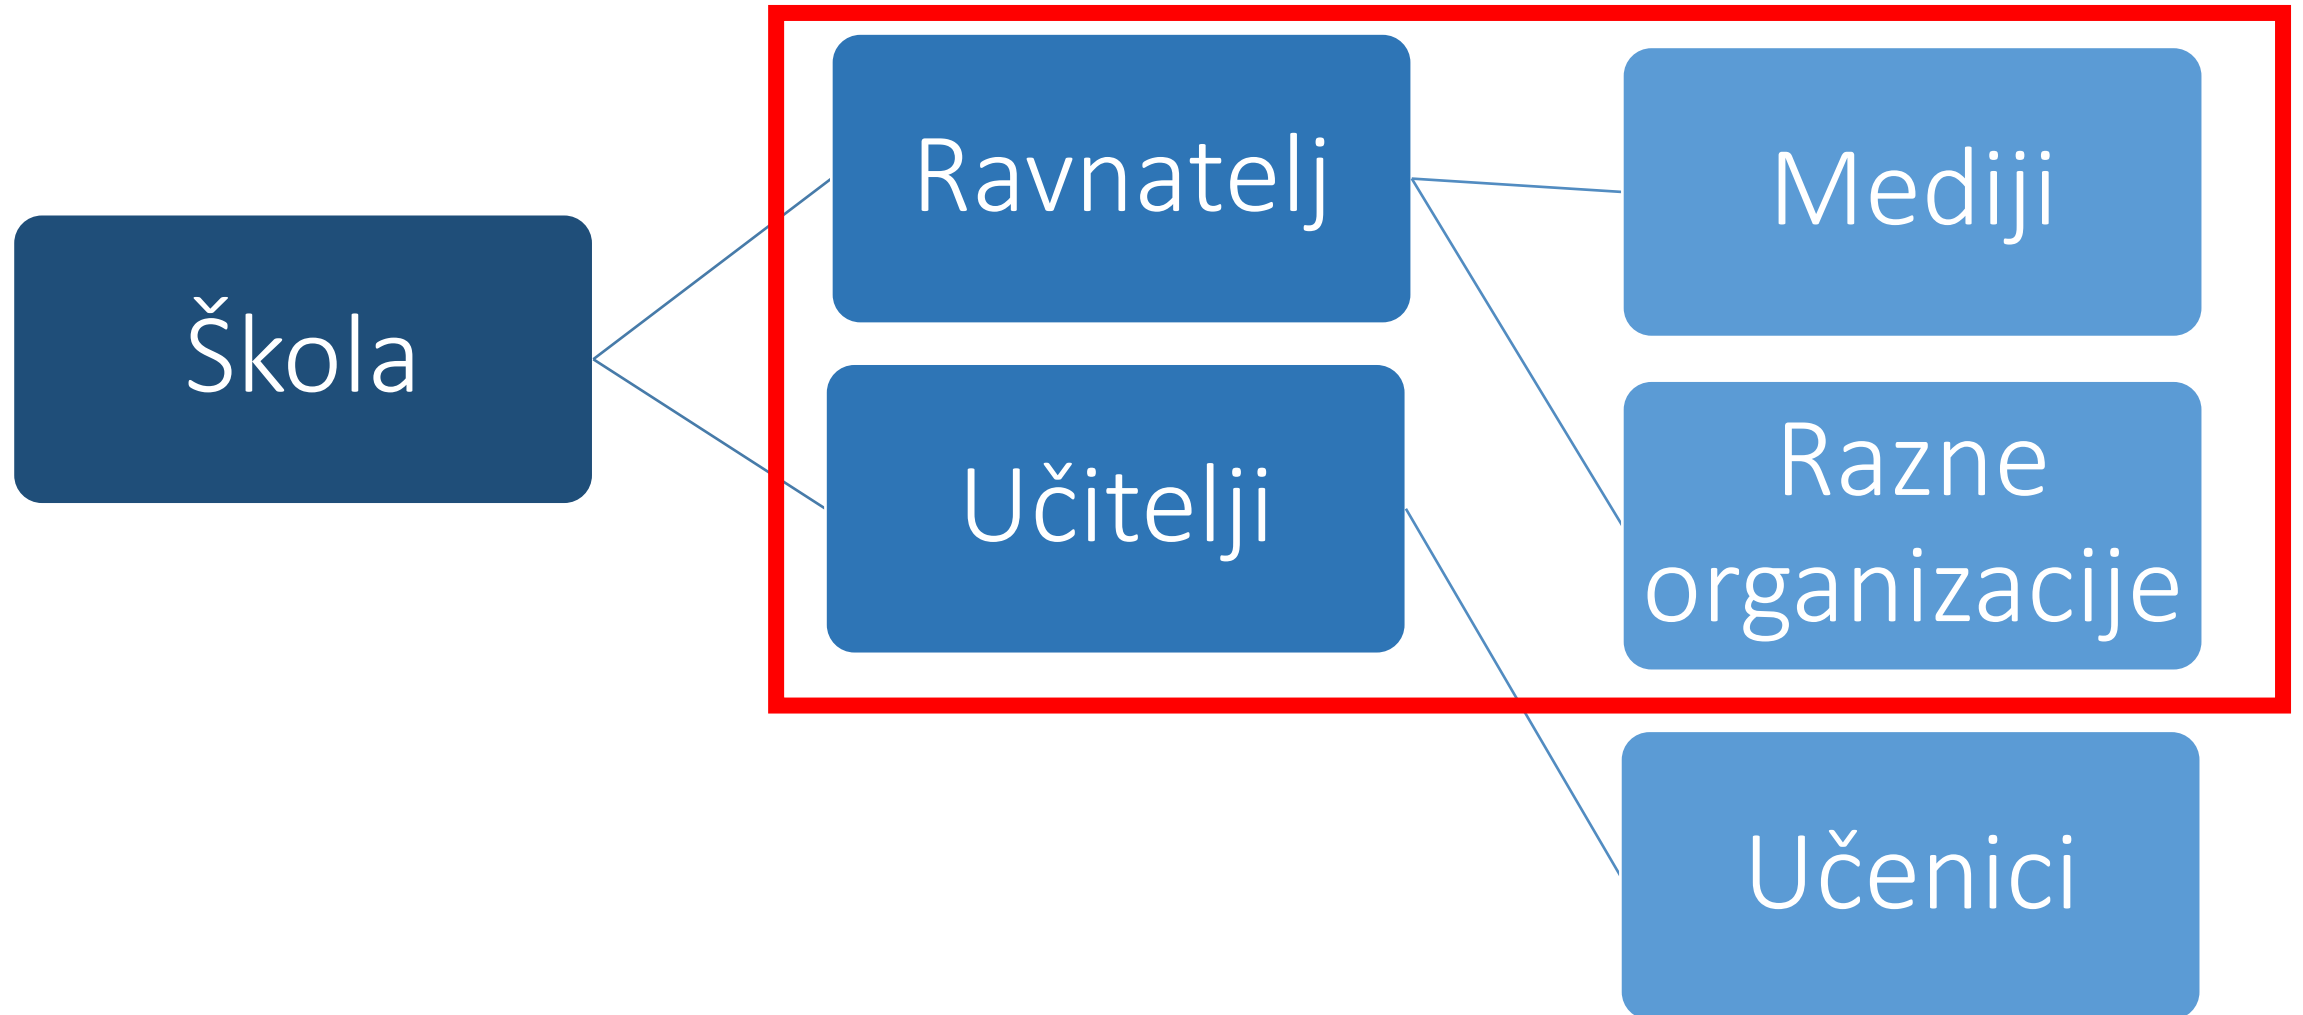 Škola
Ravnatelj
Učitelji
Mediji
Razne
organizacije
Učenici